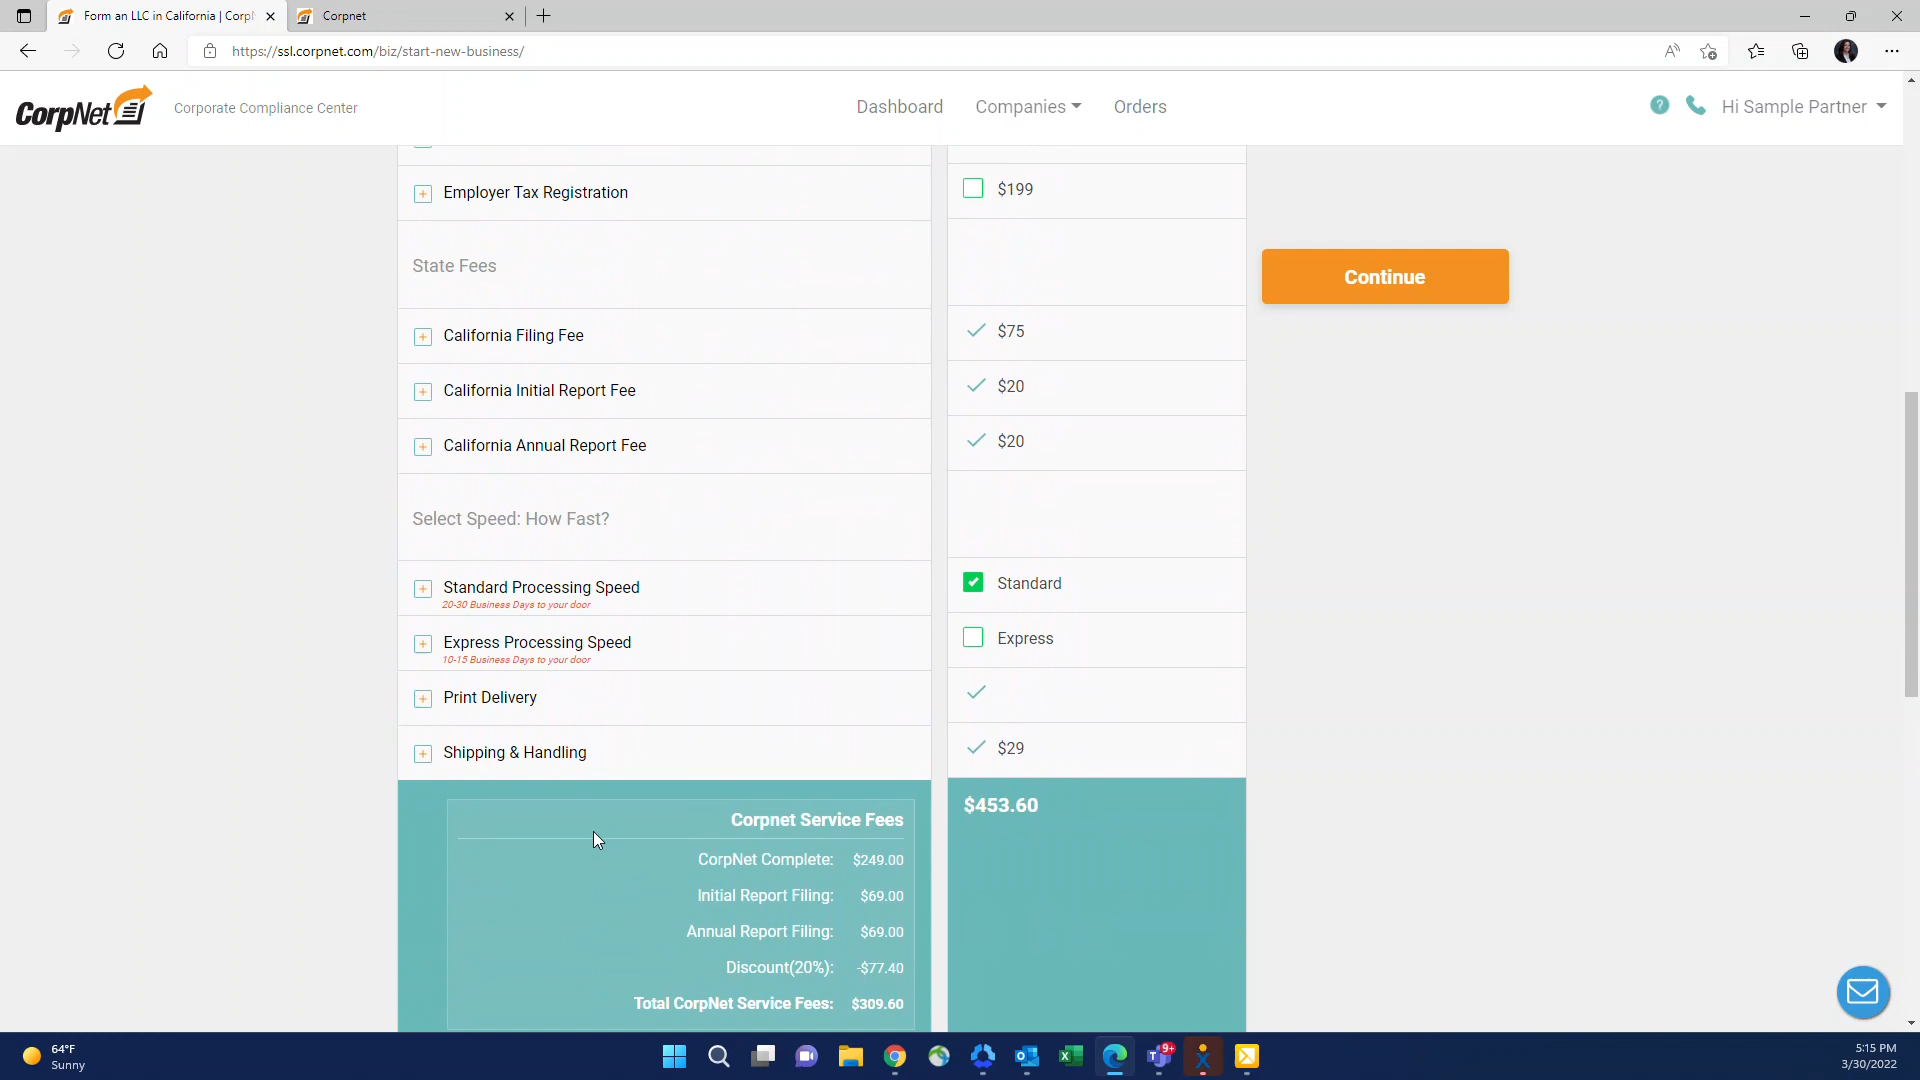 Form an LLC in California | Corpl
Corpnet
https://ssl.corpnet.com/biz/start-new-business/
CorpNet
Corporate Compliance Center
Dashboard
Companies
Orders
?
Hi Sample Partner
Employer Tax Registration
$199
State Fees
Continue
California Filing Fee
$75
California Initial Report Fee
$20
California Annual Report Fee
$20
Select Speed: How Fast?
Standard Processing Speed
20-30 Business Days to your door
Standard
Express Processing Speed
10-15 Business Days to your door
Express
Print Delivery
Shipping & Handling
$29
$453.60
Corpnet Service Fees
CorpNet Complete: $249.00
Initial Report Filing: $69.00
Annual Report Filing: $69.00
Discount(20%): -$77.40
Total CorpNet Service Fees: $309.60
64°F
Sunny
9+
5:15 PM
3/30/2022